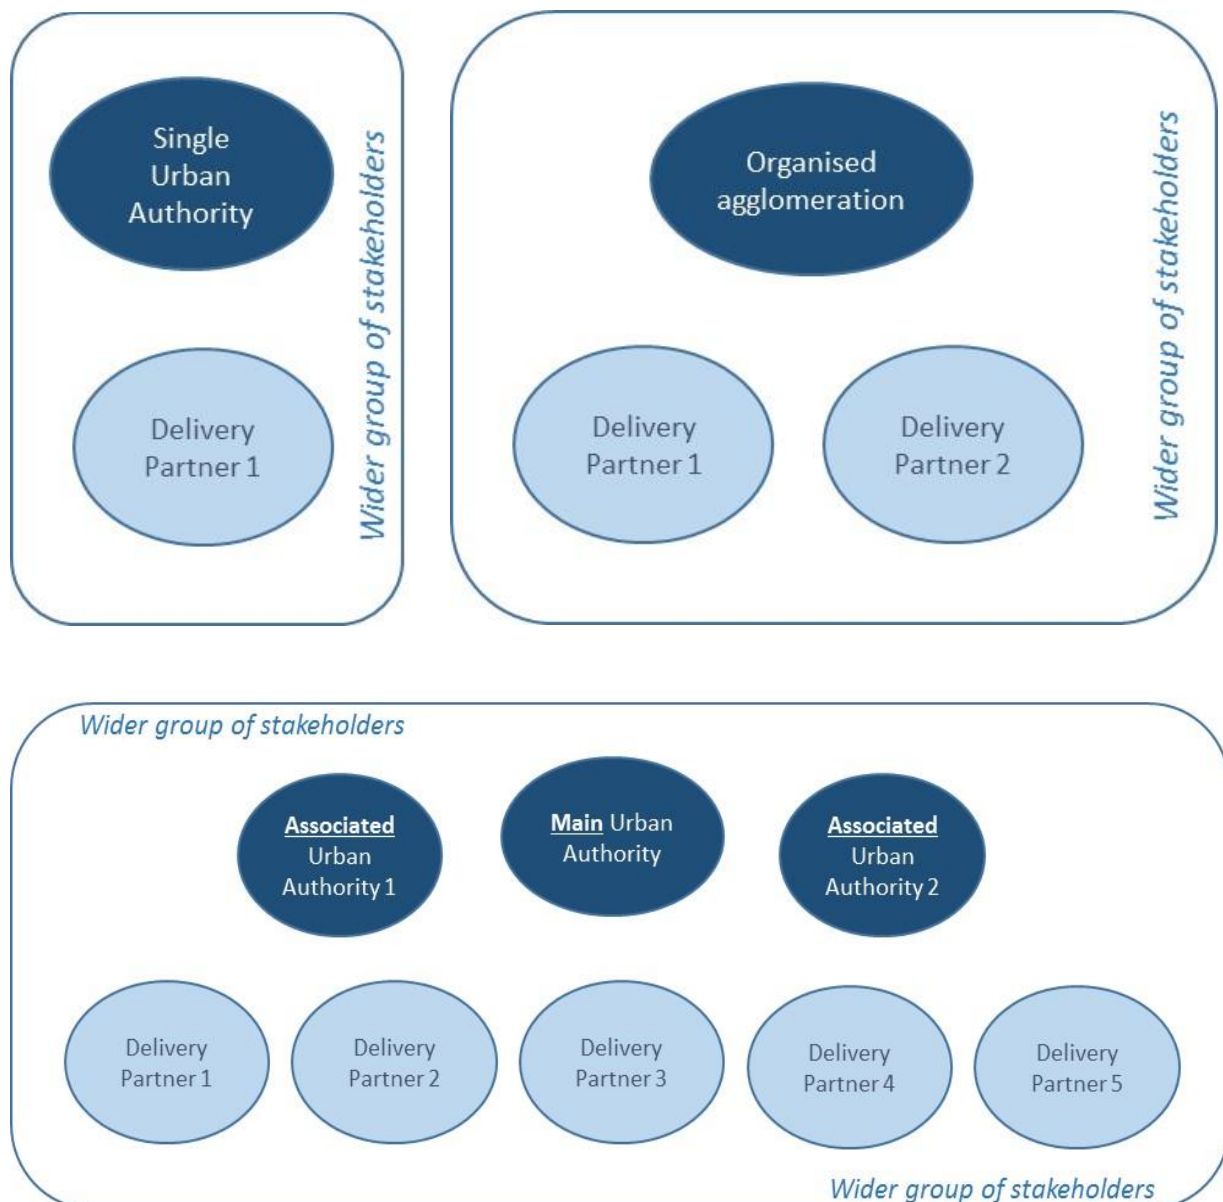 Single
Urban
Authority
Delivery
Partner 1
Wider group of stakeholders
Organised
agglomeration
Delivery
Partner 1
Delivery
Partner 2
Wider group of stakeholders
Wider group of stakeholders
Associated
Urban
Authority 1
Main Urban
Authority
Associated
Urban
Authority 2
Delivery
Partner 1
Delivery
Partner 2
Delivery
Partner 3
Delivery
Partner 4
Delivery
Partner 5
Wider group of stakeholders